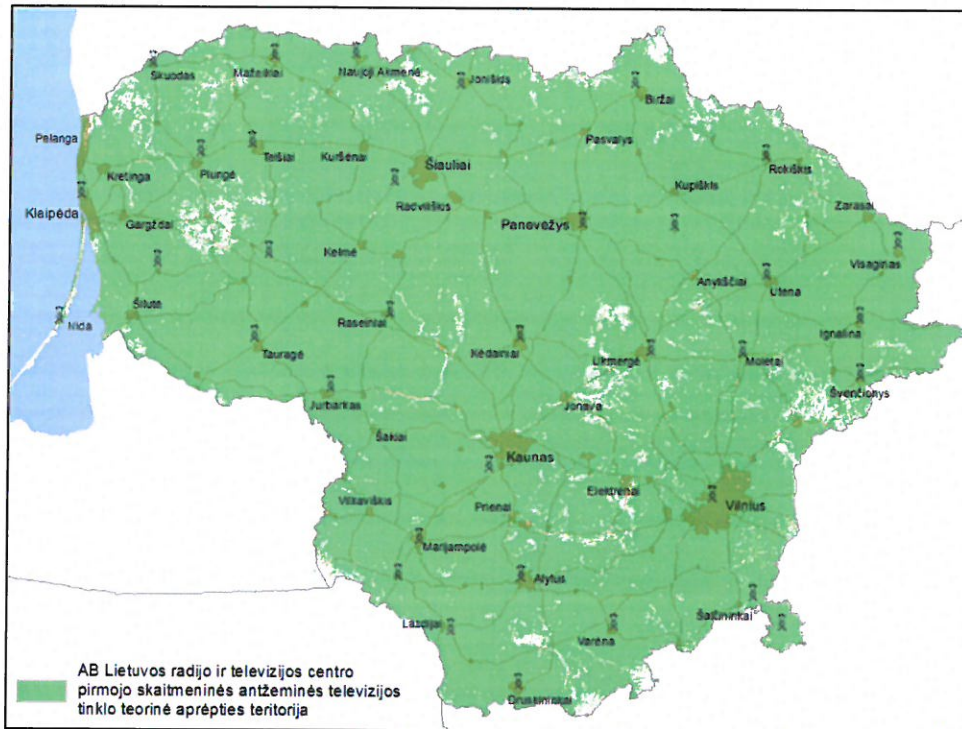 Skuodas
Mažeikiai
Naujoji Akmenė
Joniškis
Biržai
Palanga
Pasvalys
Telšiai
Kuršėnai
Šiauliai
Rokiškis
Kretinga
Plungė
Kupiškis
Radviliškis
Zarasai
Klaipėda
Gargždai
Panevėžys
Kelmė
Visaginas
Anykščiai
Utena
Šilutė
Nida
Raseiniai
Ignalina
Tauragė
Kėdainiai
Ukmergė
Molėtai
Švenčionys
Jurbarkas
Jonava
Šakiai
Kaunas
Elektrėnai
Vilkaviškis
Prienai
Vilnius
Marijampolė
Alytus
Lazdijai
Šalčininkai
Varėna
Druskininkai
AB Lietuvos radijo ir televizijos centro
pirmojo skaitmeninės antžeminės televizijos
tinklo teorinė aprėpties teritorija